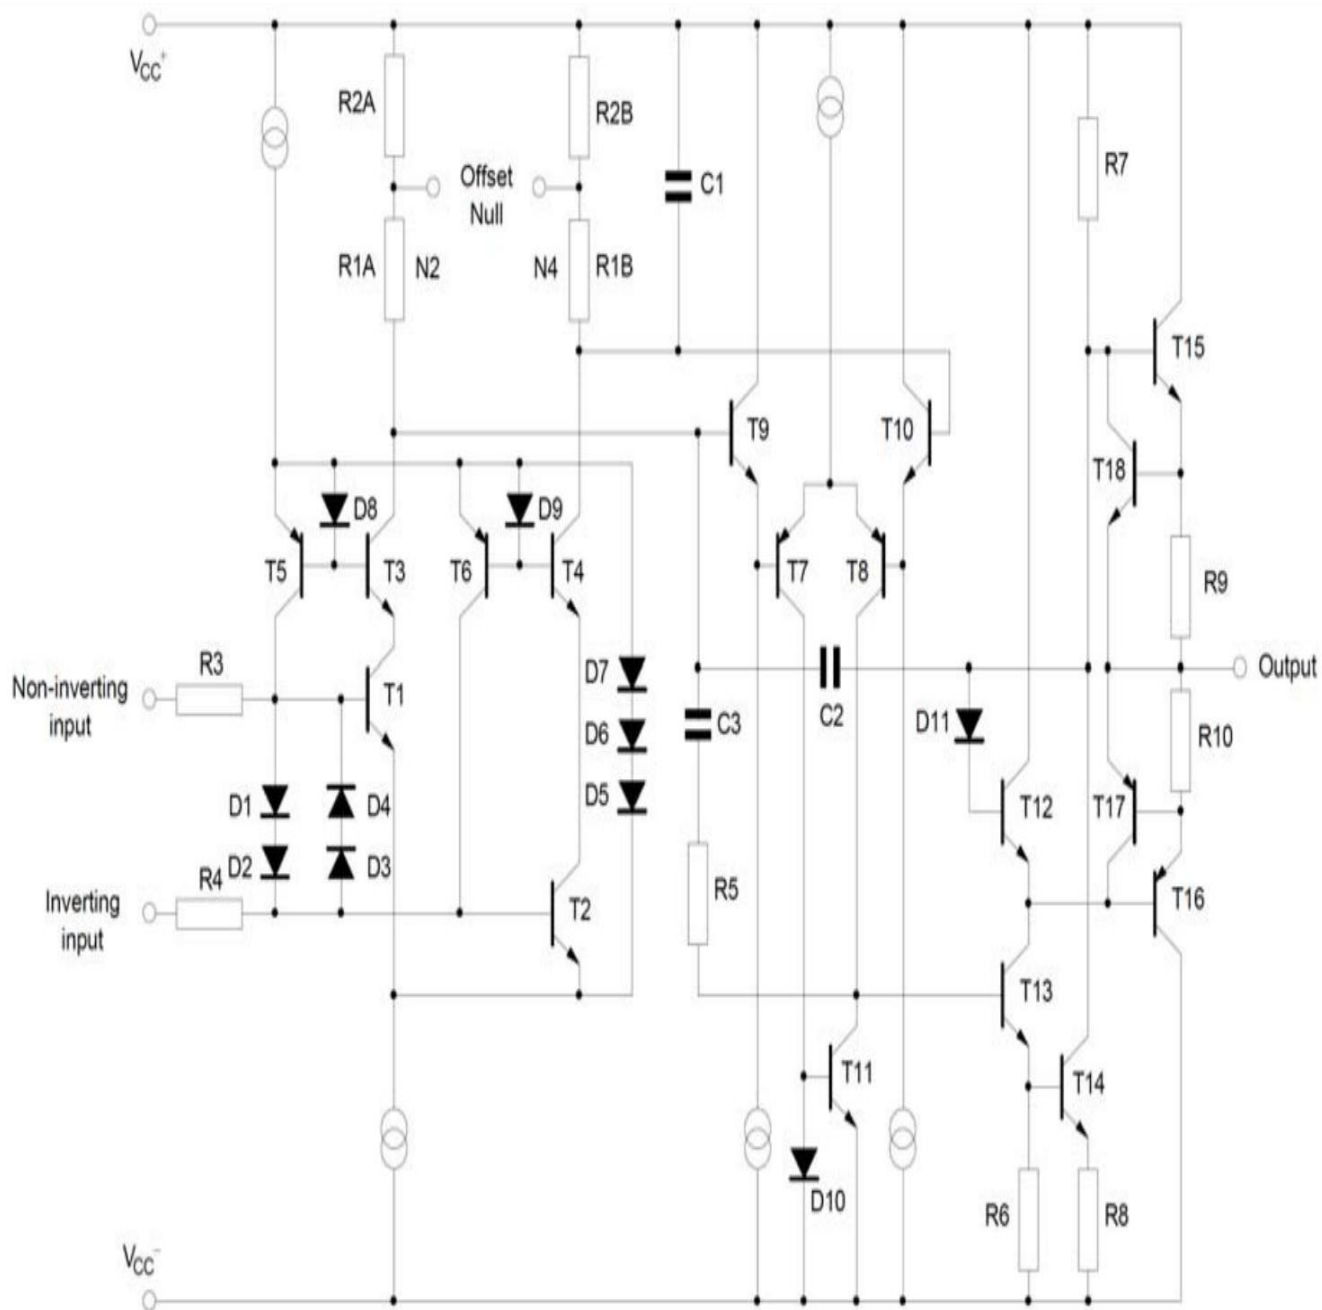 V_CC^+
R2A
R2B
Offset
Null
C1
R7
R1A
N2
N4
R1B
T15
T9
T10
T18
D8
D9
T5
T3
T6
T4
T7
T8
R9
R3
D7
Output
Non-inverting
input
T1
D6
C3
C2
D11
R10
D1
D4
D5
T12
T17
D2
D3
R4
R5
T16
Inverting
input
T2
T13
T11
T14
D10
R6
R8
V_CC^-